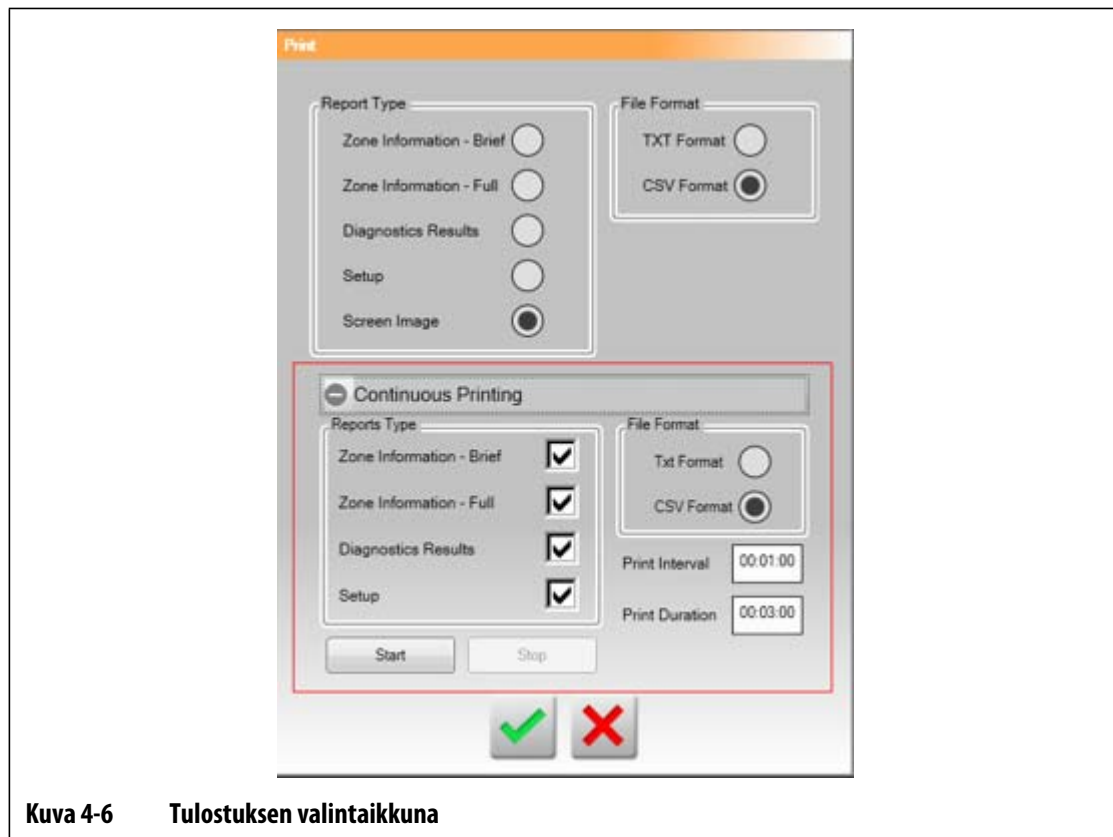 Print
Report Type
Zone Information - Brief
Zone Information - Full
Diagnostics Results
Setup
Screen Image
File Format
TXT Format
CSV Format
Continuous Printing
Reports Type
Zone Information - Brief
Zone Information - Full
Diagnostics Results
Setup
File Format
Txt Format
CSV Format
Print Interval 00:01:00
Print Duration 00:03:00
Start Stop
Kuva 4-6 Tulostuksen valintaikkuna